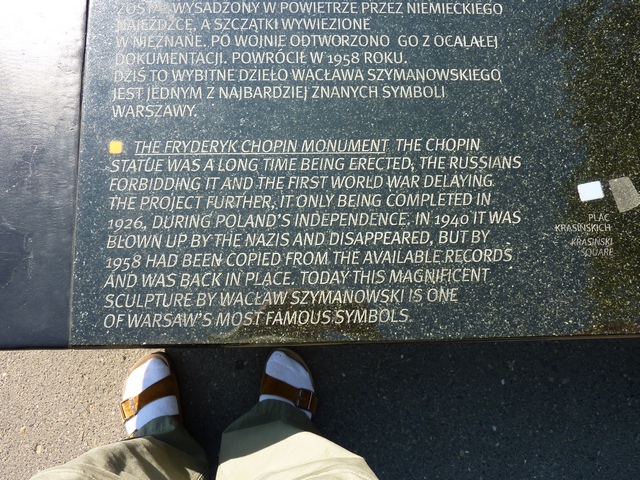 ZOSTAŁ WYSADZONY W POWIETRZE PRZEZ NIEMIECKIEGO
NAJEŹDŹCĘ, A SZCZĄTKI WYWIEZIONE
W NIEZNANE. PO WOJNIE ODTWORZONO GO Z OCALAŁEJ
DOKUMENTACJI. POWRÓCIŁ W 1958 ROKU.
DZIŚ TO WYBITNE DZIEŁO WACŁAWA SZYMANOWSKIEGO
JEST JEDNYM Z NAJBARDZIEJ ZNANYCH SYMBOLI
WARSZAWY.
THE FRYDERYK CHOPIN MONUMENT THE CHOPIN
STATUE WAS A LONG TIME BEING ERECTED, THE RUSSIANS
FORBIDDING IT AND THE FIRST WORLD WAR DELAYING
THE PROJECT FURTHER, IT ONLY BEING COMPLETED IN
1926, DURING POLAND'S INDEPENDENCE. IN 1940 IT WAS
BLOWN UP BY THE NAZIS AND DISAPPEARED, BUT BY
1958 HAD BEEN COPIED FROM THE AVAILABLE RECORDS
AND WAS BACK IN PLACE. TODAY THIS MAGNIFICENT
SCULPTURE BY WACŁAW SZYMANOWSKI IS ONE
OF WARSAW'S MOST FAMOUS SYMBOLS.
PLAC
KRASIŃSKICH
KRASIŃSKI
SQUARE